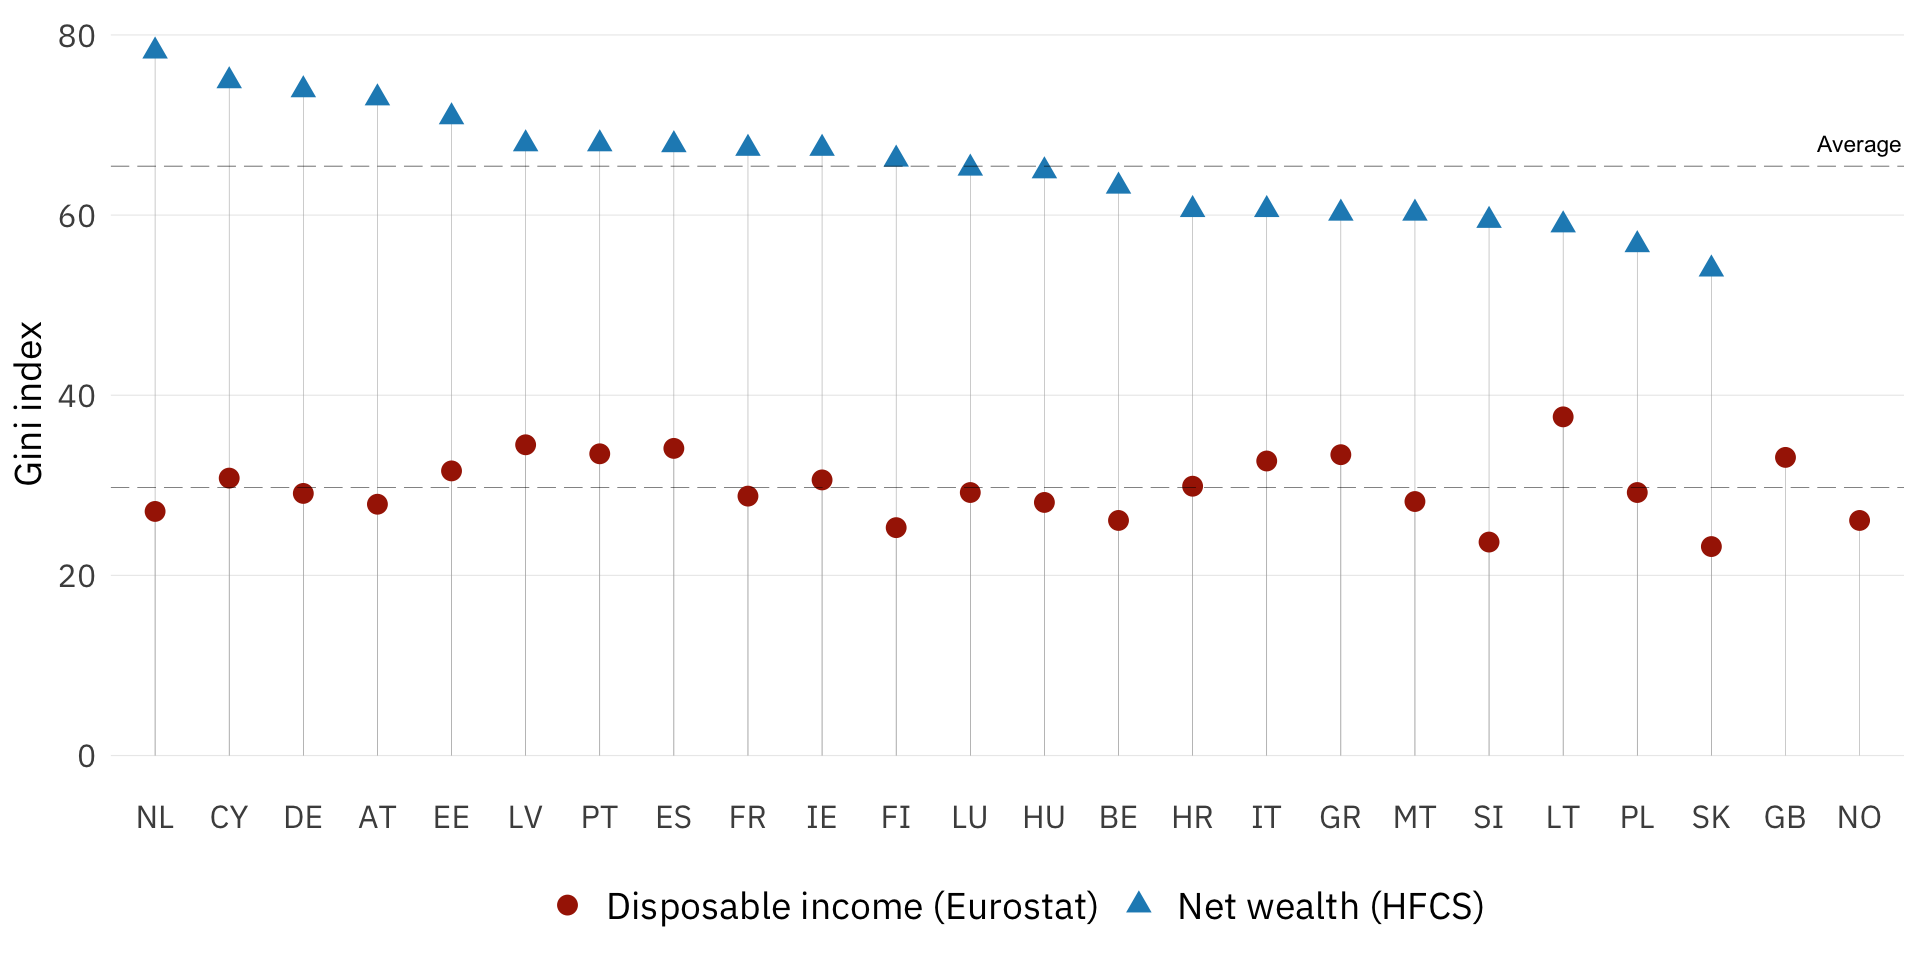 80
Average
60
40
20
0
Gini index
NL CY DE AT EE LV PT ES FR IE FI LU HU BE HR IT GR MT SI LT PL SK GB NO
Disposable income (Eurostat) Net wealth (HFCS)